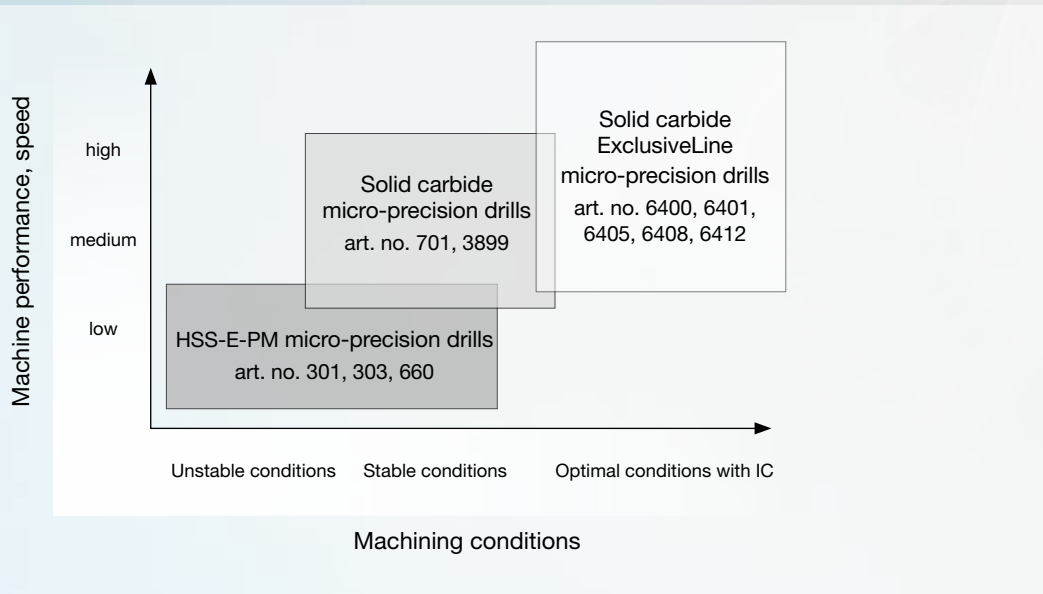 Machine performance, speed
high
medium
low
Solid carbide
ExclusiveLine
micro-precision drills
art. no. 6400, 6401,
6405, 6408, 6412
Solid carbide
micro-precision drills
art. no. 701, 3899
HSS-E-PM micro-precision drills
art. no. 301, 303, 660
Unstable conditions
Stable conditions
Optimal conditions with IC
Machining conditions